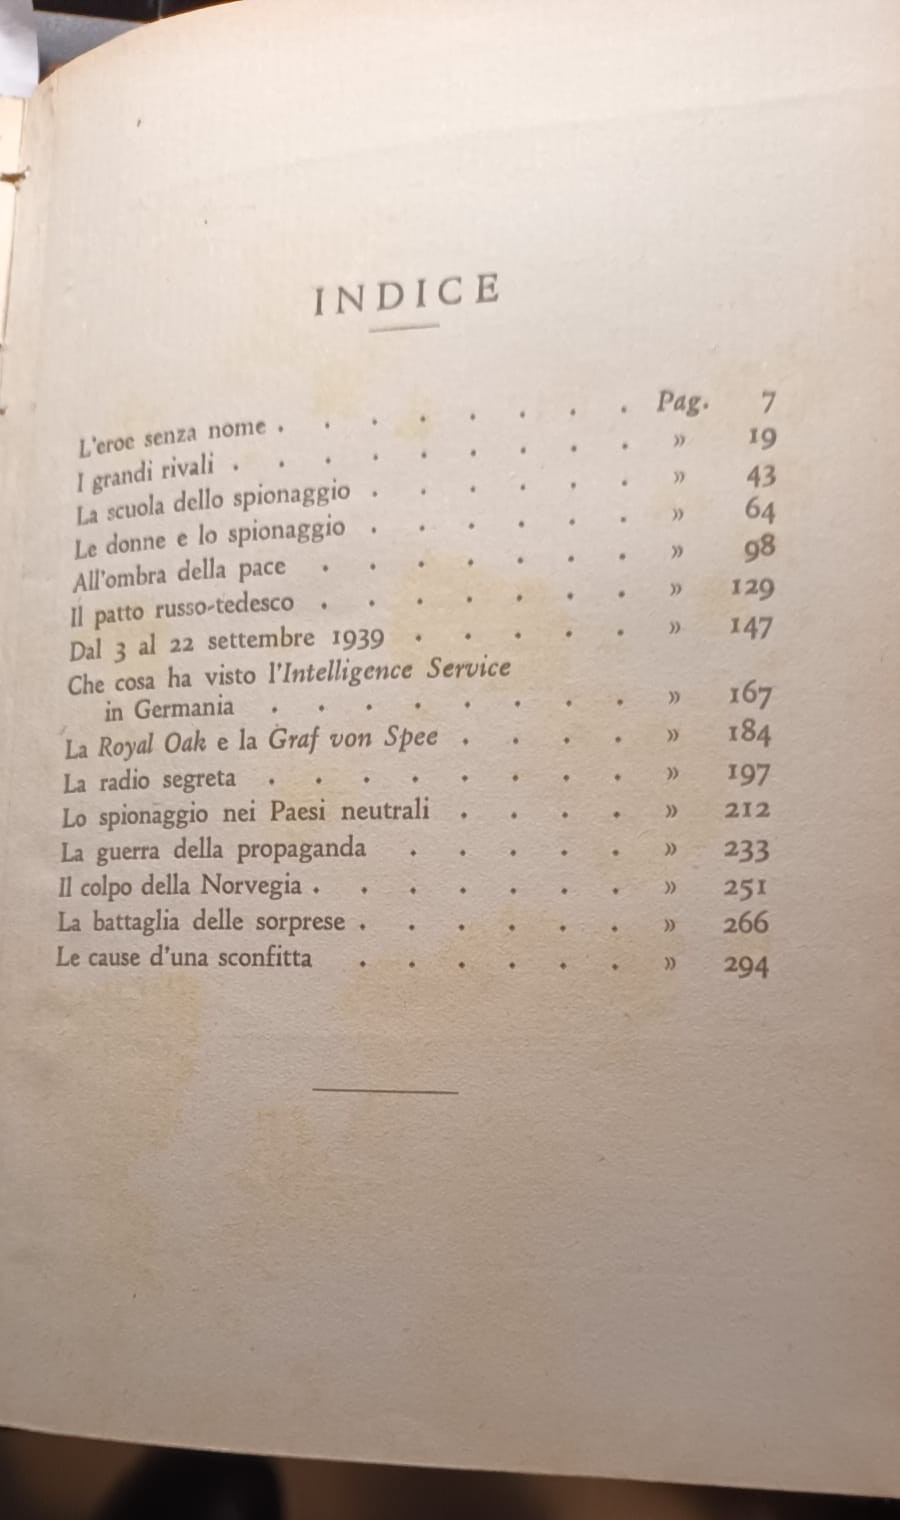 INDICE
L'eroe senza nome . . . . . . . . Pag. 7
I grandi rivali . . . . . . . . . » 19
La scuola dello spionaggio . . . . . . » 43
Le donne e lo spionaggio . . . . . . » 64
All'ombra della pace . . . . . . . » 98
Il patto russo-tedesco . . . . . . . » 129
Dal 3 al 22 settembre 1939 . . . . . » 147
Che cosa ha visto l'Intelligence Service
in Germania . . . . . . . . » 167
La Royal Oak e la Graf von Spee . . . . » 184
La radio segreta . . . . . . . . » 197
Lo spionaggio nei Paesi neutrali . . . . » 212
La guerra della propaganda . . . . . » 233
Il colpo della Norvegia . . . . . . . » 251
La battaglia delle sorprese . . . . . . » 266
Le cause d'una sconfitta . . . . . . » 294